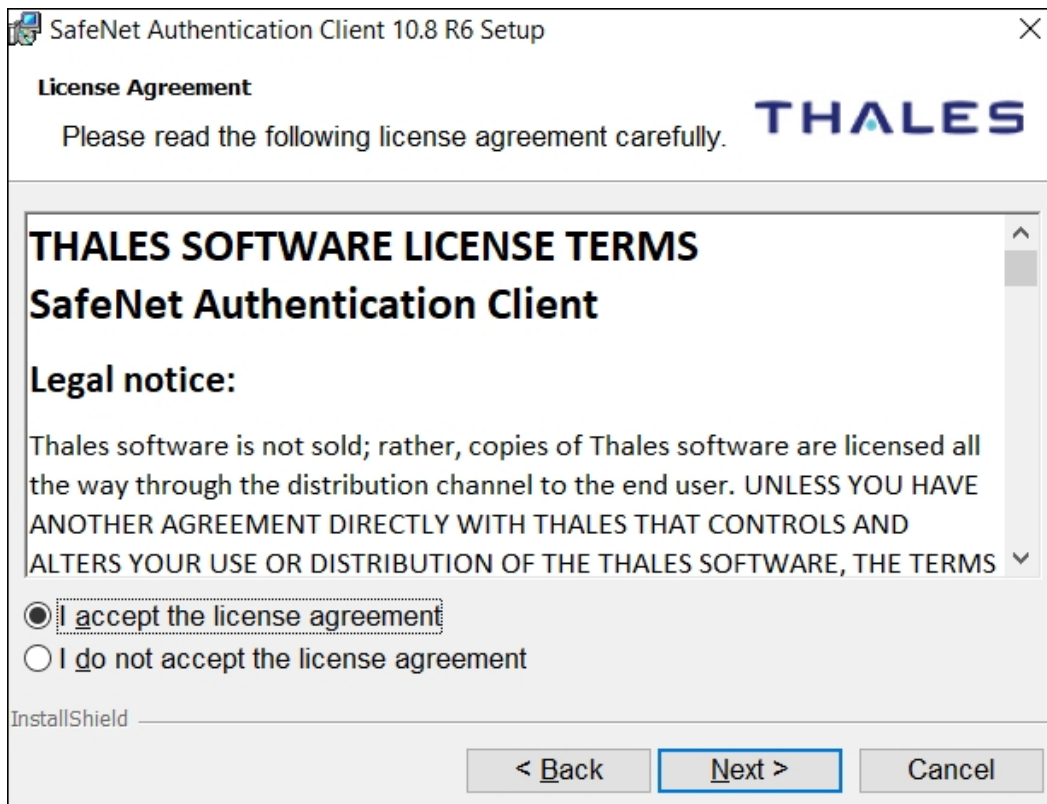 SafeNet Authentication Client 10.8 R6 Setup
License Agreement
Please read the following license agreement carefully.
THALES
THALES SOFTWARE LICENSE TERMS
SafeNet Authentication Client
Legal notice:
Thales software is not sold; rather, copies of Thales software are licensed all
the way through the distribution channel to the end user. UNLESS YOU HAVE
ANOTHER AGREEMENT DIRECTLY WITH THALES THAT CONTROLS AND
ALTERS YOUR USE OR DISTRIBUTION OF THE THALES SOFTWARE, THE TERMS
I accept the license agreement
I do not accept the license agreement
InstallShield
< Back
Next >
Cancel